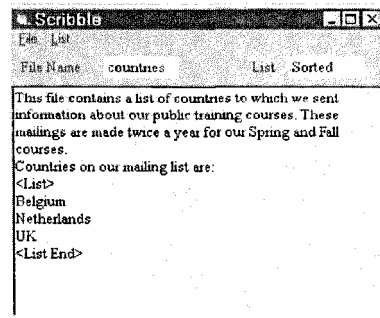 Scribble
File List
File Name countries List Sorted
This file contains a list of countries to which we sent
information about our public training courses. These
mailings are made twice a year for our Spring and Fall
courses.
Countries on our mailing list are:
<List>
Belgium
Netherlands
UK
<List End>